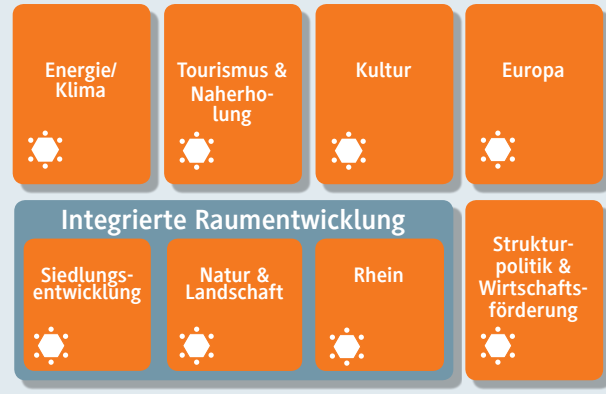 Energie/
Klima
Tourismus &
Naherho-
lung
Kultur
Europa
Integrierte Raumentwicklung
Siedlungs-
entwicklung
Natur &
Landschaft
Rhein
Struktur-
politik &
Wirtschafts-
förderung